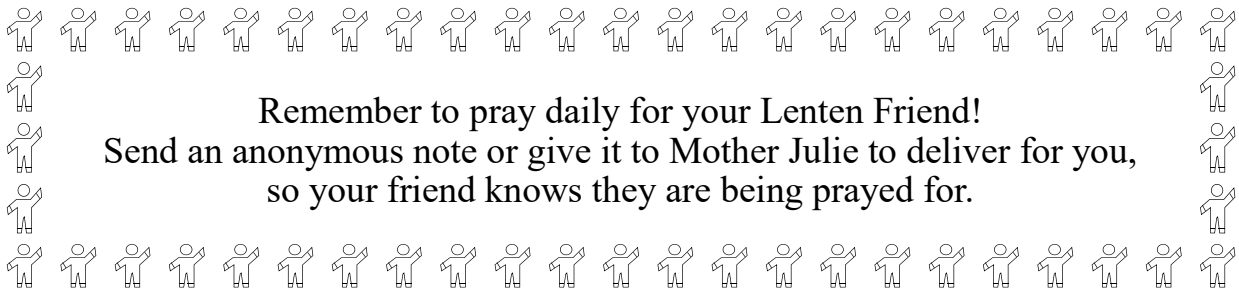 Remember to pray daily for your Lenten Friend!
Send an anonymous note or give it to Mother Julie to deliver for you,
so your friend knows they are being prayed for.